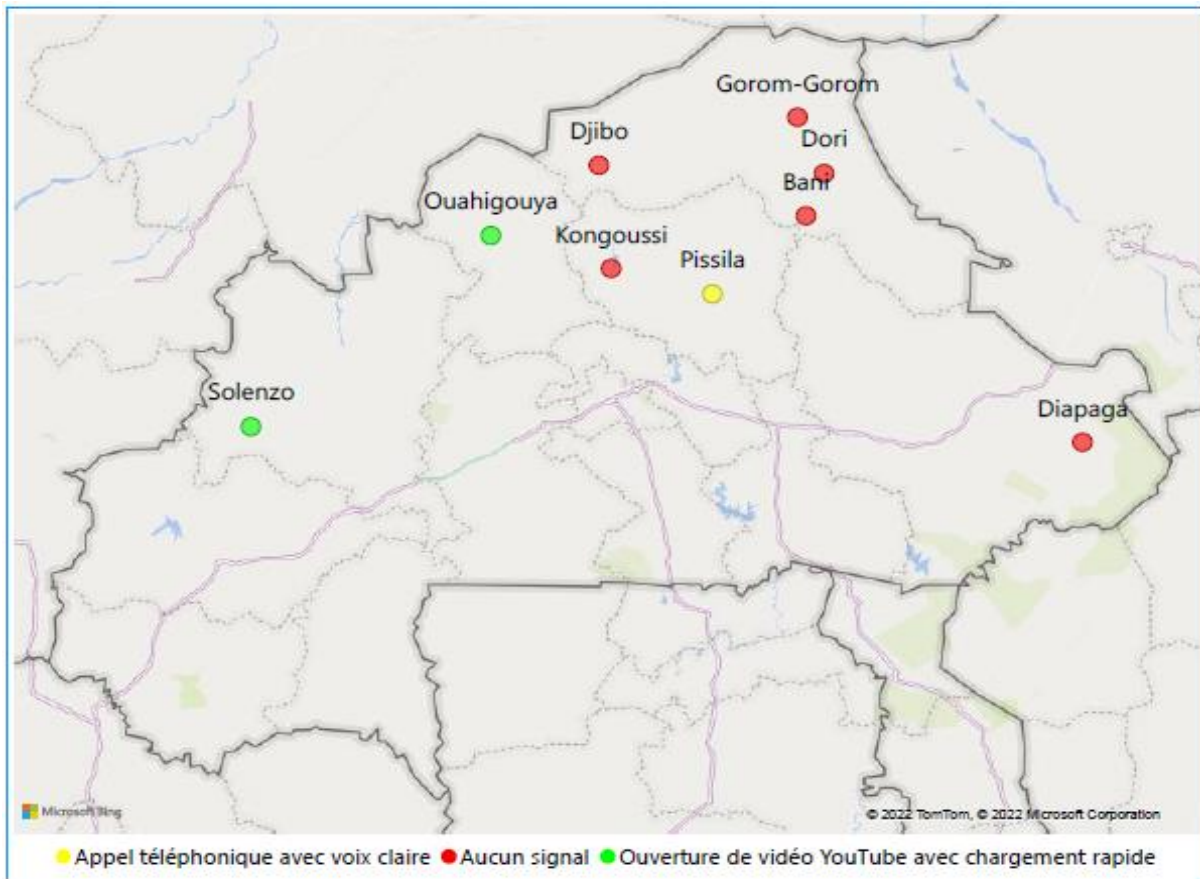 Gorom-Gorom
Djibo
Dori
Bani
Ouahigouya
Kongoussi
Pissila
Solenzo
Diapaga
Microsoft Bing
© 2022 TomTom, © 2022 Microsoft Corporation
Appel téléphonique avec voix claire Aucun signal Ouverture de vidéo YouTube avec chargement rapide